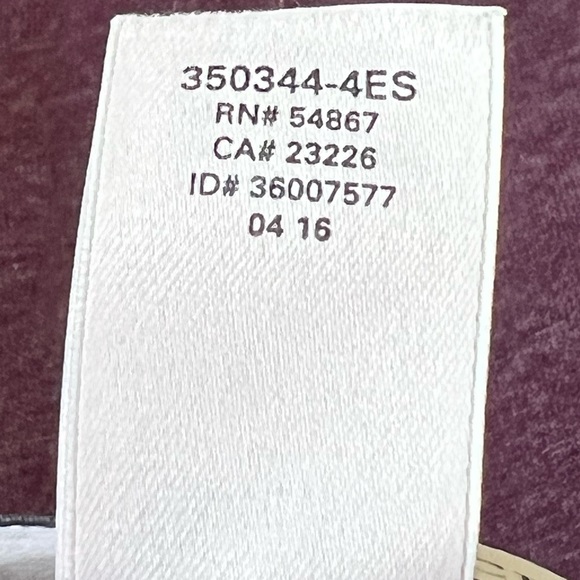 350344-4ES
RN# 54867
CA# 23226
ID# 36007577
04 16